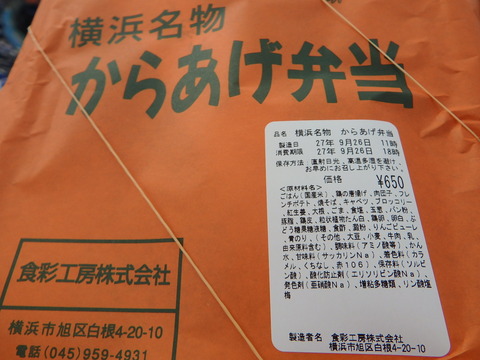 横浜名物
からあげ弁当
品名 横浜名物 からあげ弁当
製造日 27年 9月26日 11時
消費期限 27年 9月26日 18時
保存方法 直射日光、高温多湿を避け、
お早めにお召し上がり下さい。
価格 ¥650
<原材料名>
ごはん(国産米)、鶏の唐揚げ、肉団子、フ
レンチポテト、焼そば、キャベツ、ブロッコリー
、紅生姜、大根、ごま、食塩、玉葱、パン粉、
豚脂、鶏皮、粒状植物たん白、鶏卵、卵白、ぶ
どう糖果糖液糖、食酢、澱粉、りんごピューレ
、青のり、(その他、大豆、小麦、牛肉、乳、
由来原料含む)、調味料(アミノ酸等)、かん
水、甘味料(サッカリンNa)、着色料(カラ
メル、くちなし、赤106)、保存料(ソルビ
ン酸)、酸化防止剤(エリソルビン酸Na)、
発色剤(亜硝酸Na)、増粘多糖類、リン酸塩
梅
製造者名 食彩工房株式会社
横浜市旭区白根4-20-10
食彩工房株式会社
横浜市旭区白根4-20-10
電話 (045)959-4931